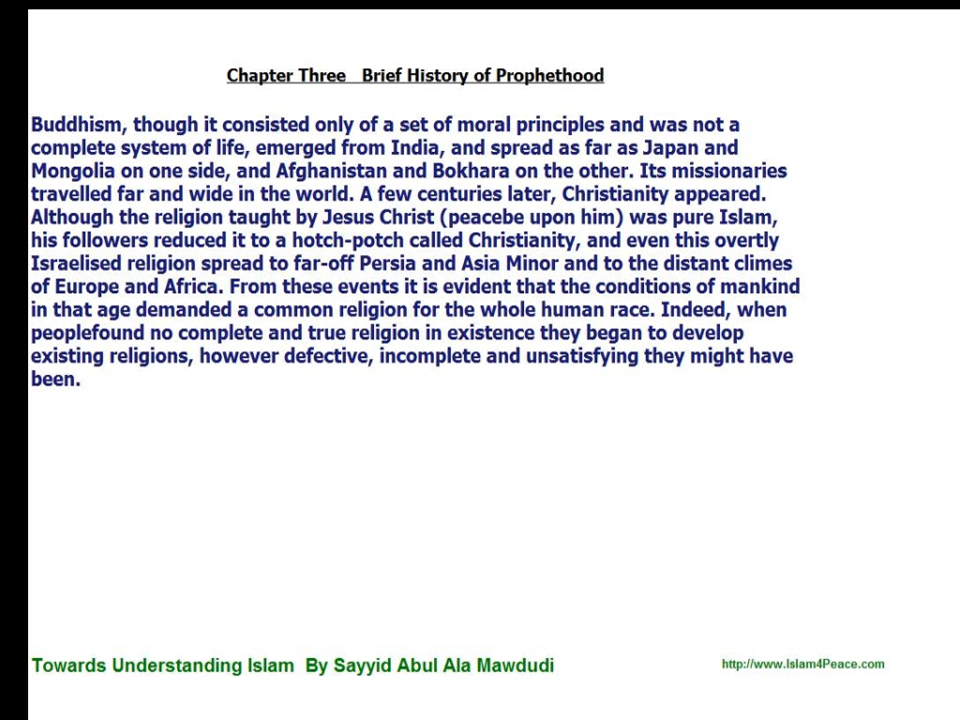 Chapter Three Brief History of Prophethood
Buddhism, though it consisted only of a set of moral principles and was not a
complete system of life, emerged from India, and spread as far as Japan and
Mongolia on one side, and Afghanistan and Bokhara on the other. Its missionaries
travelled far and wide in the world. A few centuries later, Christianity appeared.
Although the religion taught by Jesus Christ (peacebe upon him) was pure Islam,
his followers reduced it to a hotch-potch called Christianity, and even this overtly
Israelised religion spread to far-off Persia and Asia Minor and to the distant climes
of Europe and Africa. From these events it is evident that the conditions of mankind
in that age demanded a common religion for the whole human race. Indeed, when
peoplefound no complete and true religion in existence they began to develop
existing religions, however defective, incomplete and unsatisfying they might have
been.
Towards Understanding Islam By Sayyid Abul Ala Mawdudi
http://www.Islam4Peace.com